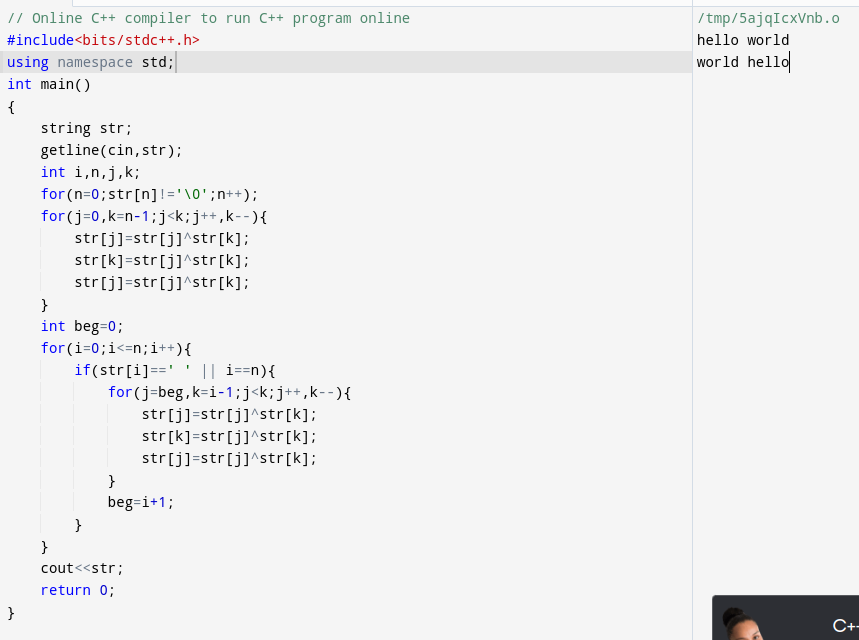 // Online C++ compiler to run C++ program online
#include<bits/stdc++.h>
using namespace std;
int main()
{
    string str;
    getline(cin,str);
    int i,n,j,k;
    for(n=0;str[n]!='\0';n++);
    for(j=0,k=n-1;j<k;j++,k--){
        str[j]=str[j]^str[k];
        str[k]=str[j]^str[k];
        str[j]=str[j]^str[k];
    }
    int beg=0;
    for(i=0;i<=n;i++){
        if(str[i]==' ' || i==n){
            for(j=beg,k=i-1;j<k;j++,k--){
                str[j]=str[j]^str[k];
                str[k]=str[j]^str[k];
                str[j]=str[j]^str[k];
            }
            beg=i+1;
        }
    }
    cout<<str;
    return 0;
}
/tmp/5ajqIcxVnb.o
hello world
world hello